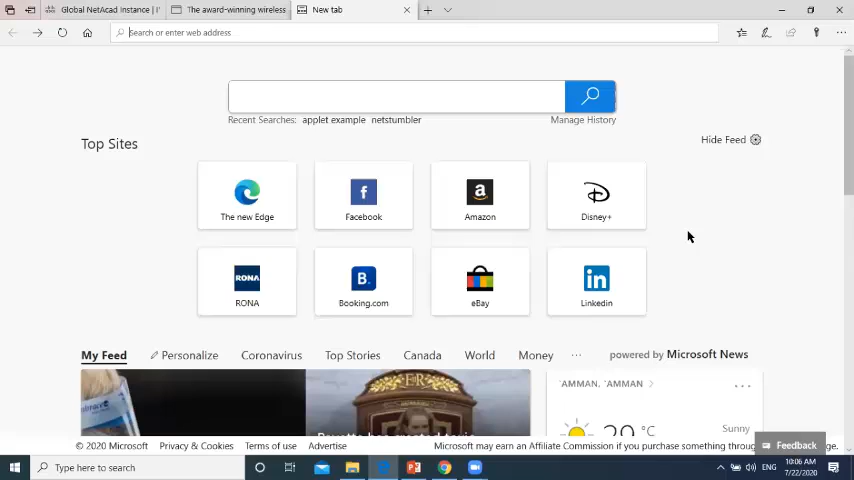 Global NetAcad Instance | I'
The award-winning wireless
New tab
Search or enter web address
Recent Searches: applet example netstumbler
Manage History
Top Sites
Hide Feed
The new Edge
Facebook
Amazon
Disney+
RONA
RONA
B.
Booking.com
eBay
in
Linkedin
My Feed
Personalize
Coronavirus
Top Stories
Canada
World
Money
powered by Microsoft News
'AMMAN, 'AMMAN
E R
°C
Sunny
© 2020 Microsoft
Privacy & Cookies
Terms of use
Advertise
Microsoft may earn an Affiliate Commission if you purchase something
Feedback
Type here to search
ENG
10:06 AM
7/22/2020